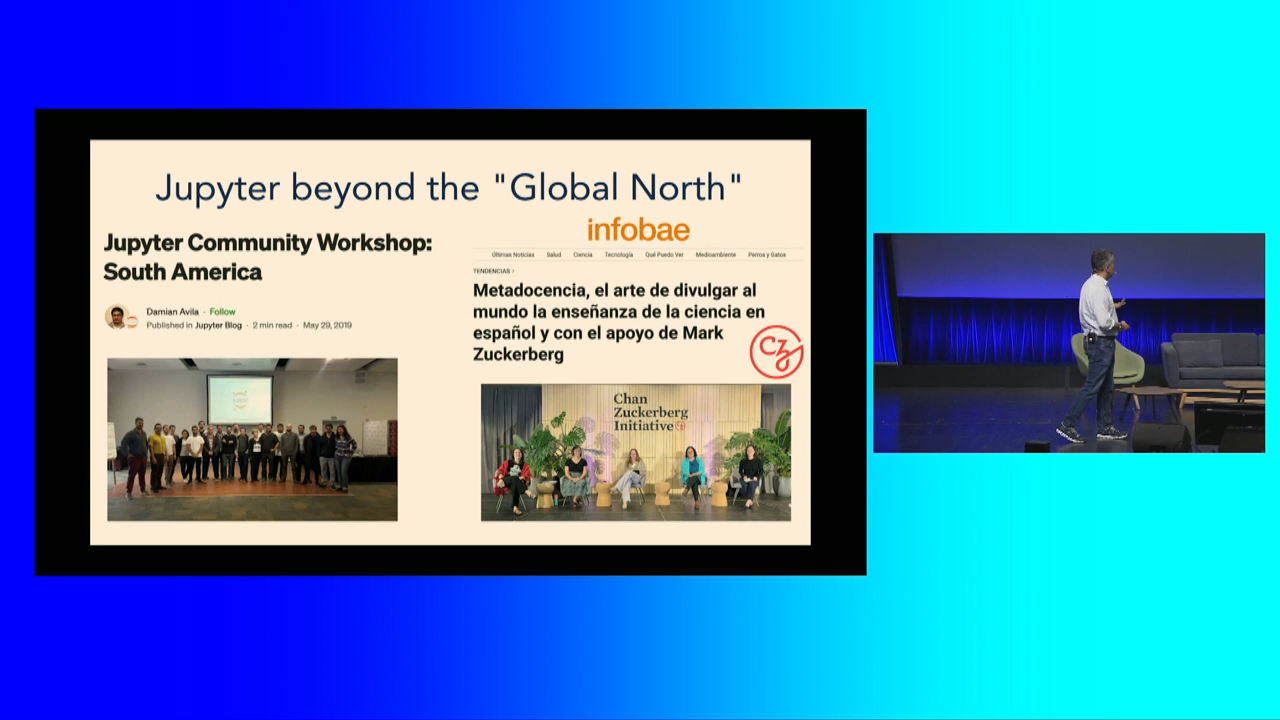 Jupyter beyond the "Global North"
Jupyter Community Workshop:
South America
Damian Avila · Follow
Published in Jupyter Blog · 2 min read · May 29, 2019
infobae
Últimas Noticias Salud Ciencia Tecnología Qué Puedo Ver Medioambiente Perros y Gatos
TENDENCIAS >
Metadocencia, el arte de divulgar al
mundo la enseñanza de la ciencia en
español y con el apoyo de Mark
Zuckerberg
CZ
Chan
Zuckerberg
Initiative